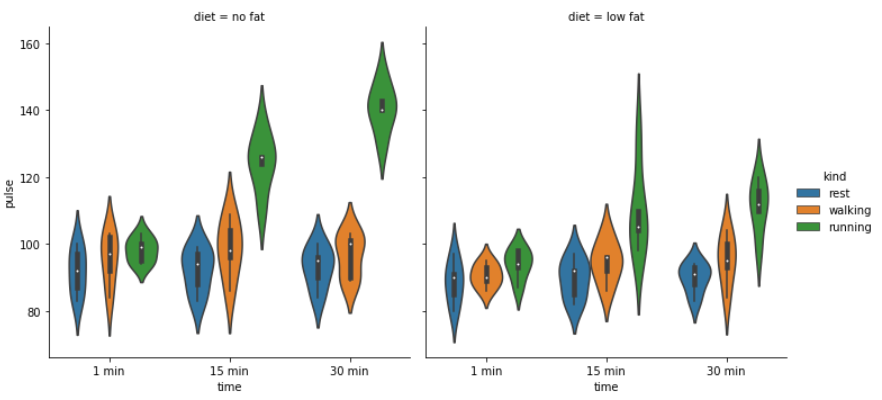 diet = no fat
diet = low fat
160
140
120
100
80
pulse
1 min
15 min
30 min
time
1 min
15 min
30 min
time
kind
rest
walking
running